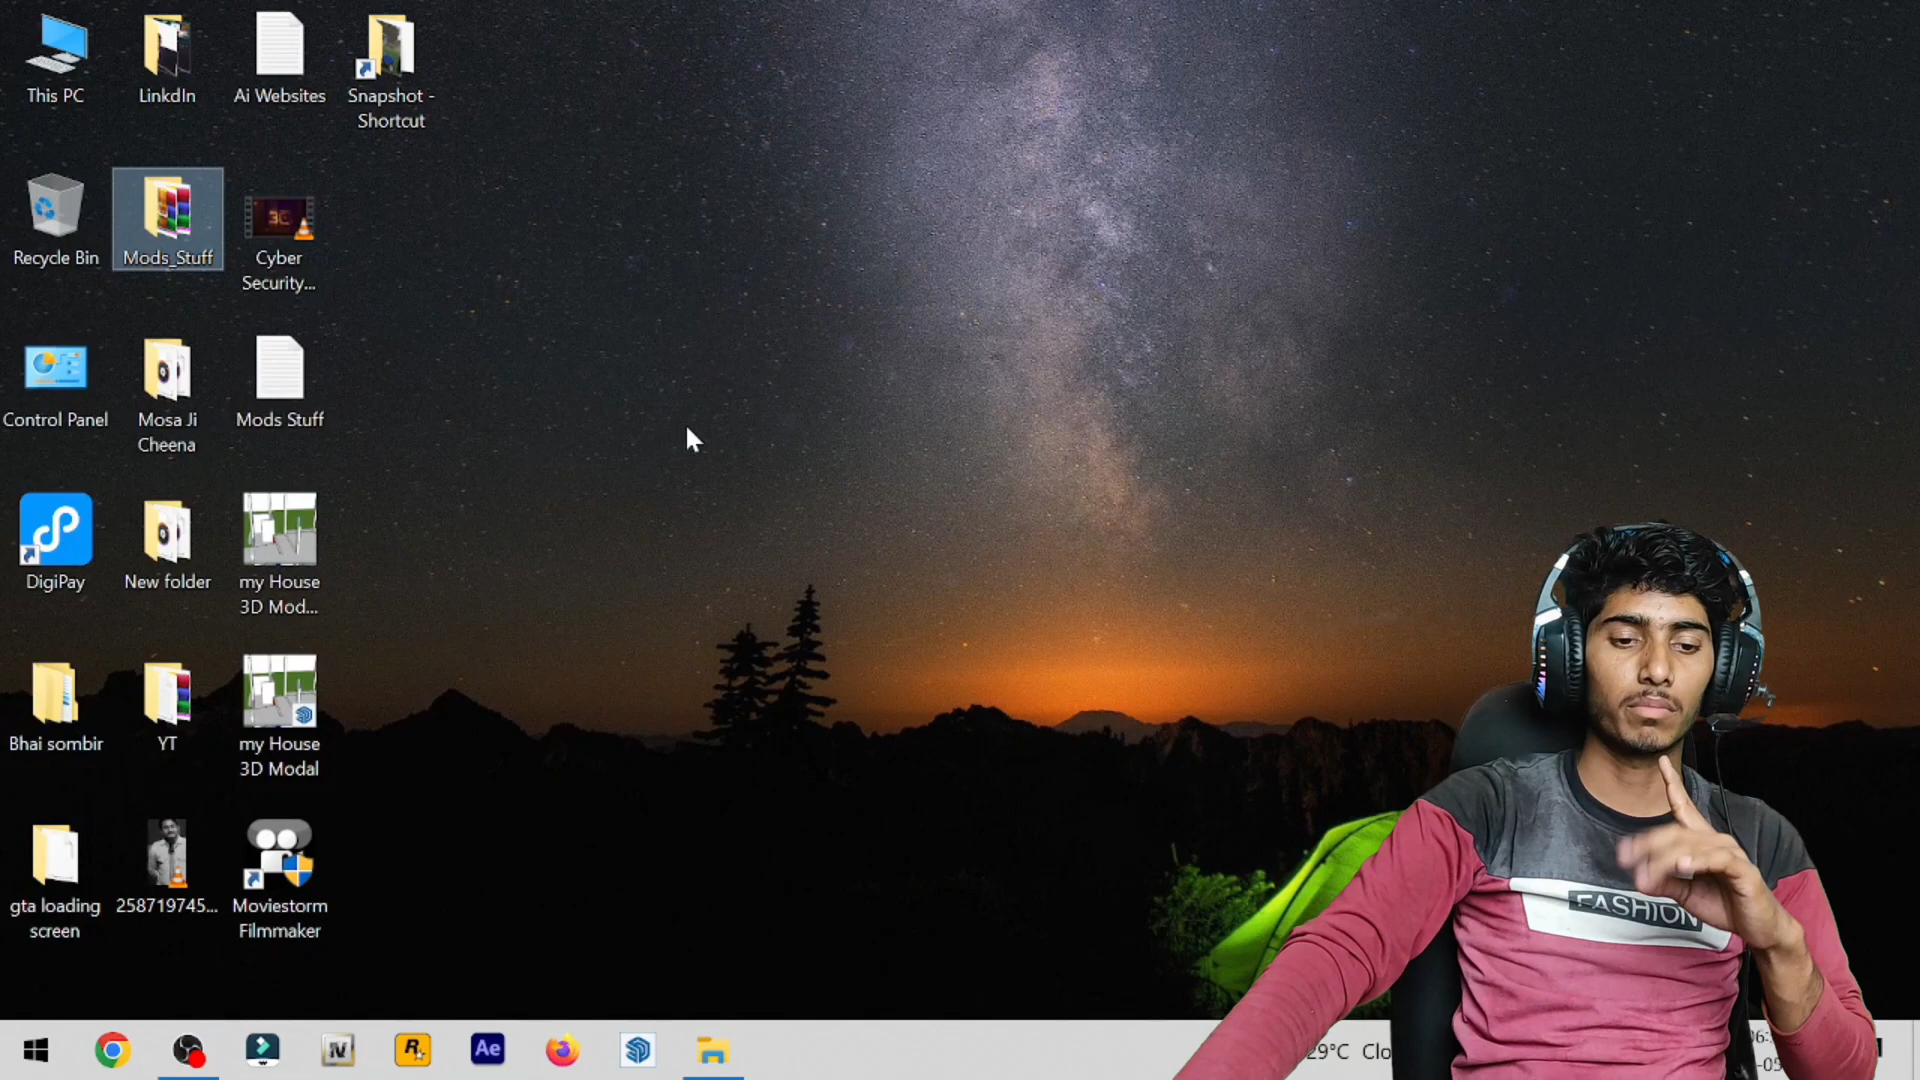 This PC
LinkdIn
Ai Websites
Snapshot -
Shortcut
Recycle Bin
Mods_Stuff
Cyber
Security...
Control Panel
Mosa Ji
Cheena
Mods Stuff
DigiPay
New folder
my House
3D Mod...
Bhai sombir
YT
my House
3D Modal
gta loading
screen
258719745...
Moviestorm
Filmmaker
FASHION
Ae
29°C Clo